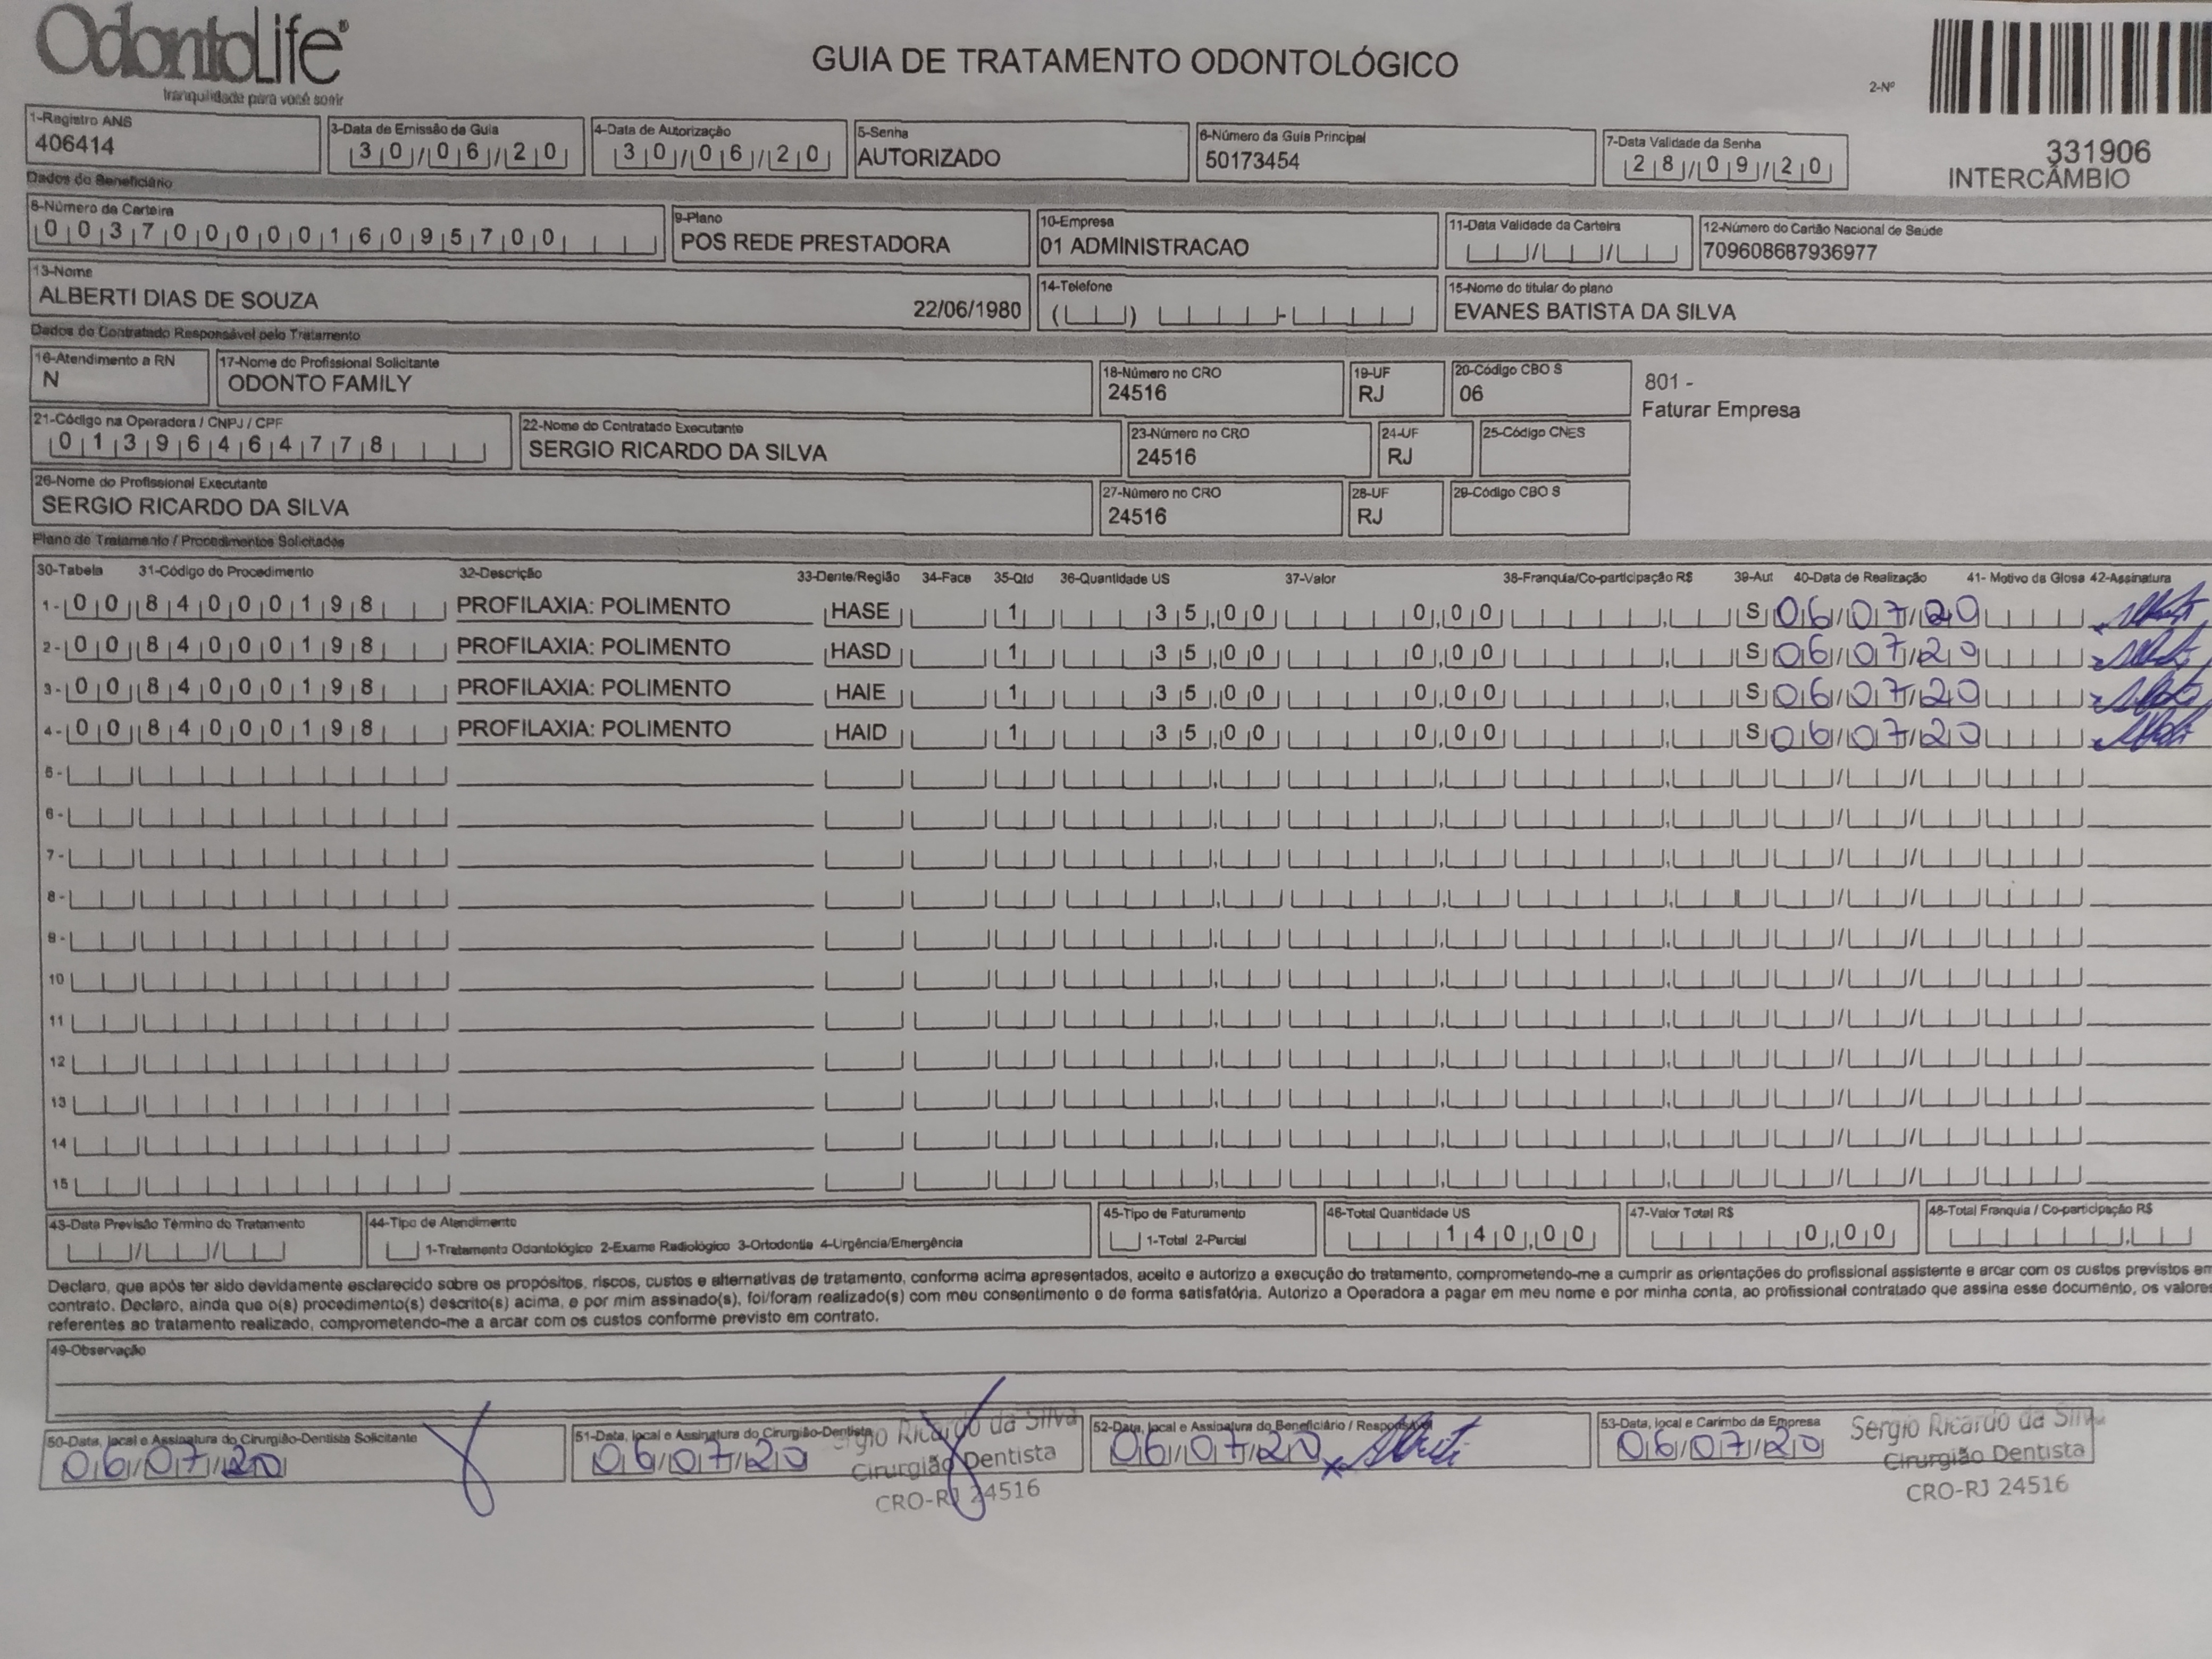 OdontoLife®
tranquilidade para você sorrir
GUIA DE TRATAMENTO ODONTOLÓGICO
2-Nº
331906
INTERCÂMBIO
1-Registro ANS
406414
3-Data de Emissão da Guia
30/06/20
4-Data de Autorização
30/06/20
5-Senha
AUTORIZADO
6-Número da Guia Principal
50173454
7-Data Validade da Senha
28/09/20
Dados do Beneficiário
8-Número da Carteira
00370000016095700
9-Plano
POS REDE PRESTADORA
10-Empresa
01 ADMINISTRACAO
11-Data Validade da Carteira
12-Número do Cartão Nacional de Saúde
709608687936977
13-Nome
ALBERTI DIAS DE SOUZA 22/06/1980
14-Telefone
15-Nome do titular do plano
EVANES BATISTA DA SILVA
Dados do Contratado Responsável pelo Tratamento
16-Atendimento a RN
N
17-Nome do Profissional Solicitante
ODONTO FAMILY
18-Número no CRO
24516
19-UF
RJ
20-Código CBO S
06
801 -
Faturar Empresa
21-Código na Operadora / CNPJ / CPF
01396464778
22-Nome do Contratado Executante
SERGIO RICARDO DA SILVA
23-Número no CRO
24516
24-UF
RJ
25-Código CNES
26-Nome do Profissional Executante
SERGIO RICARDO DA SILVA
27-Número no CRO
24516
28-UF
RJ
29-Código CBO S
Plano de Tratamento / Procedimentos Solicitados
30-Tabela 31-Código do Procedimento 32-Descrição 33-Dente/Região 34-Face 35-Qtd 36-Quantidade US 37-Valor 38-Franquia/Co-participação R$ 39-Aut 40-Data de Realização 41- Motivo da Glosa 42-Assinatura
1- 00 84000198 PROFILAXIA: POLIMENTO HASE 1 35,00 0,00 S 06/07/20
2- 00 84000198 PROFILAXIA: POLIMENTO HASD 1 35,00 0,00 S 06/07/20
3- 00 84000198 PROFILAXIA: POLIMENTO HAIE 1 35,00 0,00 S 06/07/20
4- 00 84000198 PROFILAXIA: POLIMENTO HAID 1 35,00 0,00 S 06/07/20
5-
6-
7-
8-
9-
10
11
12
13
14
15
43-Data Previsão Término do Tratamento
44-Tipo de Atendimento
1-Tratamento Odontológico 2-Exame Radiológico 3-Ortodontia 4-Urgência/Emergência
45-Tipo de Faturamento
1-Total 2-Parcial
46-Total Quantidade US
140,00
47-Valor Total R$
0,00
48-Total Franquia / Co-participação R$
Declaro, que após ter sido devidamente esclarecido sobre os propósitos, riscos, custos e alternativas de tratamento, conforme acima apresentados, aceito e autorizo a execução do tratamento, comprometendo-me a cumprir as orientações do profissional assistente e arcar com os custos previstos em
contrato. Declaro, ainda que o(s) procedimento(s) descrito(s) acima, e por mim assinado(s), foi/foram realizado(s) com meu consentimento e de forma satisfatória. Autorizo a Operadora a pagar em meu nome e por minha conta, ao profissional contratado que assina esse documento, os valores
referentes ao tratamento realizado, comprometendo-me a arcar com os custos conforme previsto em contrato.
49-Observação
50-Data, local e Assinatura do Cirurgião-Dentista Solicitante
06/07/20
51-Data, local e Assinatura do Cirurgião-Dentista
06/07/20
Sergio Ricardo da Silva
Cirurgião Dentista
CRO-RJ 24516
52-Data, local e Assinatura do Beneficiário / Responsável
06/07/20
53-Data, local e Carimbo da Empresa
06/07/20
Sergio Ricardo da Silva
Cirurgião Dentista
CRO-RJ 24516